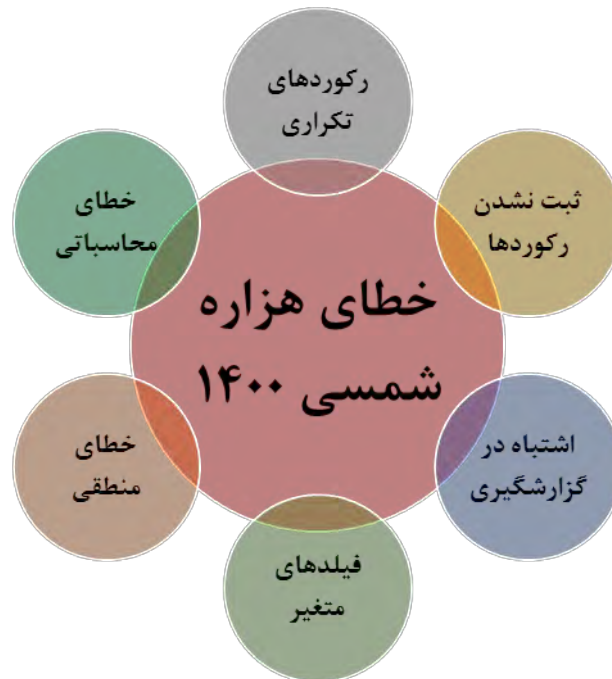 رکوردهای
تکراری
ثبت نشدن
رکوردها
اشتباه در
گزارشگیری
فیلدهای
متغیر
خطای
منطقی
خطای
محاسباتی
خطای هزاره
شمسی ۱۴۰۰